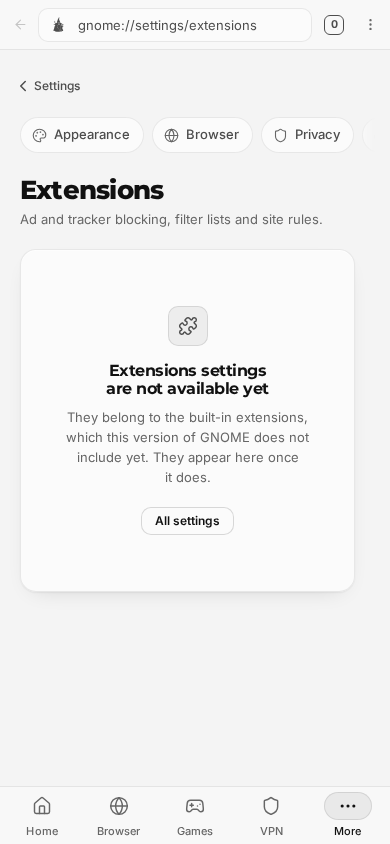 gnome://settings/extensions
0
Settings
Appearance
Browser
Privacy
Extensions
Ad and tracker blocking, filter lists and site rules.
Extensions settings
are not available yet
They belong to the built-in extensions,
which this version of GNOME does not
include yet. They appear here once
it does.
All settings
Home
Browser
Games
VPN
More